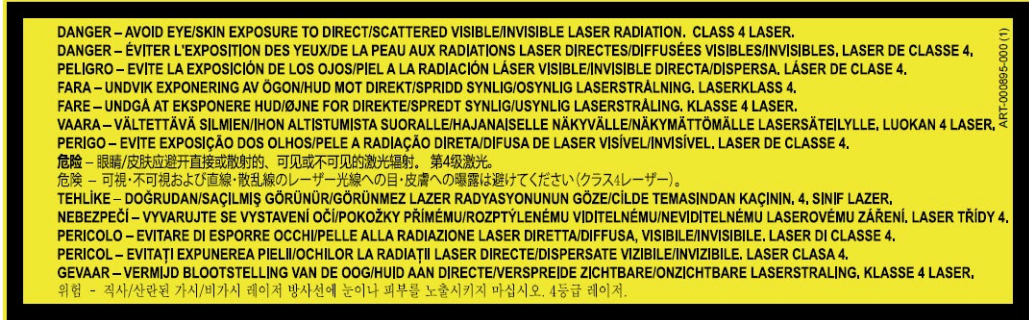 DANGER – AVOID EYE/SKIN EXPOSURE TO DIRECT/SCATTERED VISIBLE/INVISIBLE LASER RADIATION. CLASS 4 LASER.
DANGER – ÉVITER L'EXPOSITION DES YEUX/DE LA PEAU AUX RADIATIONS LASER DIRECTES/DIFFUSÉES VISIBLES/INVISIBLES. LASER DE CLASSE 4.
PELIGRO – EVITE LA EXPOSICIÓN DE LOS OJOS/PIEL A LA RADIACIÓN LÁSER VISIBLE/INVISIBLE DIRECTA/DISPERSA. LÁSER DE CLASE 4.
FARA – UNDVIK EXPONERING AV ÖGON/HUD MOT DIREKT/SPRIDD SYNLIG/OSYNLIG LASERSTRÅLNING. LASERKLASS 4.
FARE – UNDGÅ AT EKSPONERE HUD/ØJNE FOR DIREKTE/SPREDT SYNLIG/USYNLIG LASERSTRÅLING. KLASSE 4 LASER.
VAARA – VÄLTETTÄVÄ SILMIEN/IHON ALTISTUMISTA SUORALLE/HAJANAISELLE NÄKYVÄLLE/NÄKYMÄTTÖMÄLLE LASERSÄTEILYLLE. LUOKAN 4 LASER.
PERIGO – EVITE EXPOSIÇÃO DOS OLHOS/PELE A RADIAÇÃO DIRETA/DIFUSA DE LASER VISÍVEL/INVISÍVEL. LASER DE CLASSE 4.
危险 – 眼睛/皮肤应避开直接或散射的、可见或不可见的激光辐射。 第4级激光。
危険 – 可視・不可視および直線・散乱線のレーザー光線への目・皮膚への曝露は避けてください(クラス4レーザー)。
TEHLİKE – DOĞRUDAN/SAÇILMIŞ GÖRÜNÜR/GÖRÜNMEZ LAZER RADYASYONUNUN GÖZE/CİLDE TEMASINDAN KAÇININ. 4. SINIF LAZER.
NEBEZPEČÍ – VYVARUJTE SE VYSTAVENÍ OČÍ/POKOŽKY PŘÍMÉMU/ROZPTÝLENÉMU VIDITELNÉMU/NEVIDITELNÉMU LASEROVÉMU ZÁŘENÍ. LASER TŘÍDY 4.
PERICOLO – EVITARE DI ESPORRE OCCHI/PELLE ALLA RADIAZIONE LASER DIRETTA/DIFFUSA, VISIBILE/INVISIBILE. LASER DI CLASSE 4.
PERICOL – EVITAȚI EXPUNEREA PIELII/OCHILOR LA RADIAȚII LASER DIRECTE/DISPERSATE VIZIBILE/INVIZIBILE. LASER CLASA 4.
GEVAAR – VERMIJD BLOOTSTELLING VAN DE OOG/HUID AAN DIRECTE/VERSPREIDE ZICHTBARE/ONZICHTBARE LASERSTRALING. KLASSE 4 LASER.
위험 - 직사/산란된 가시/비가시 레이저 방사선에 눈이나 피부를 노출시키지 마십시오. 4등급 레이저.
ART-000895-000 (1)